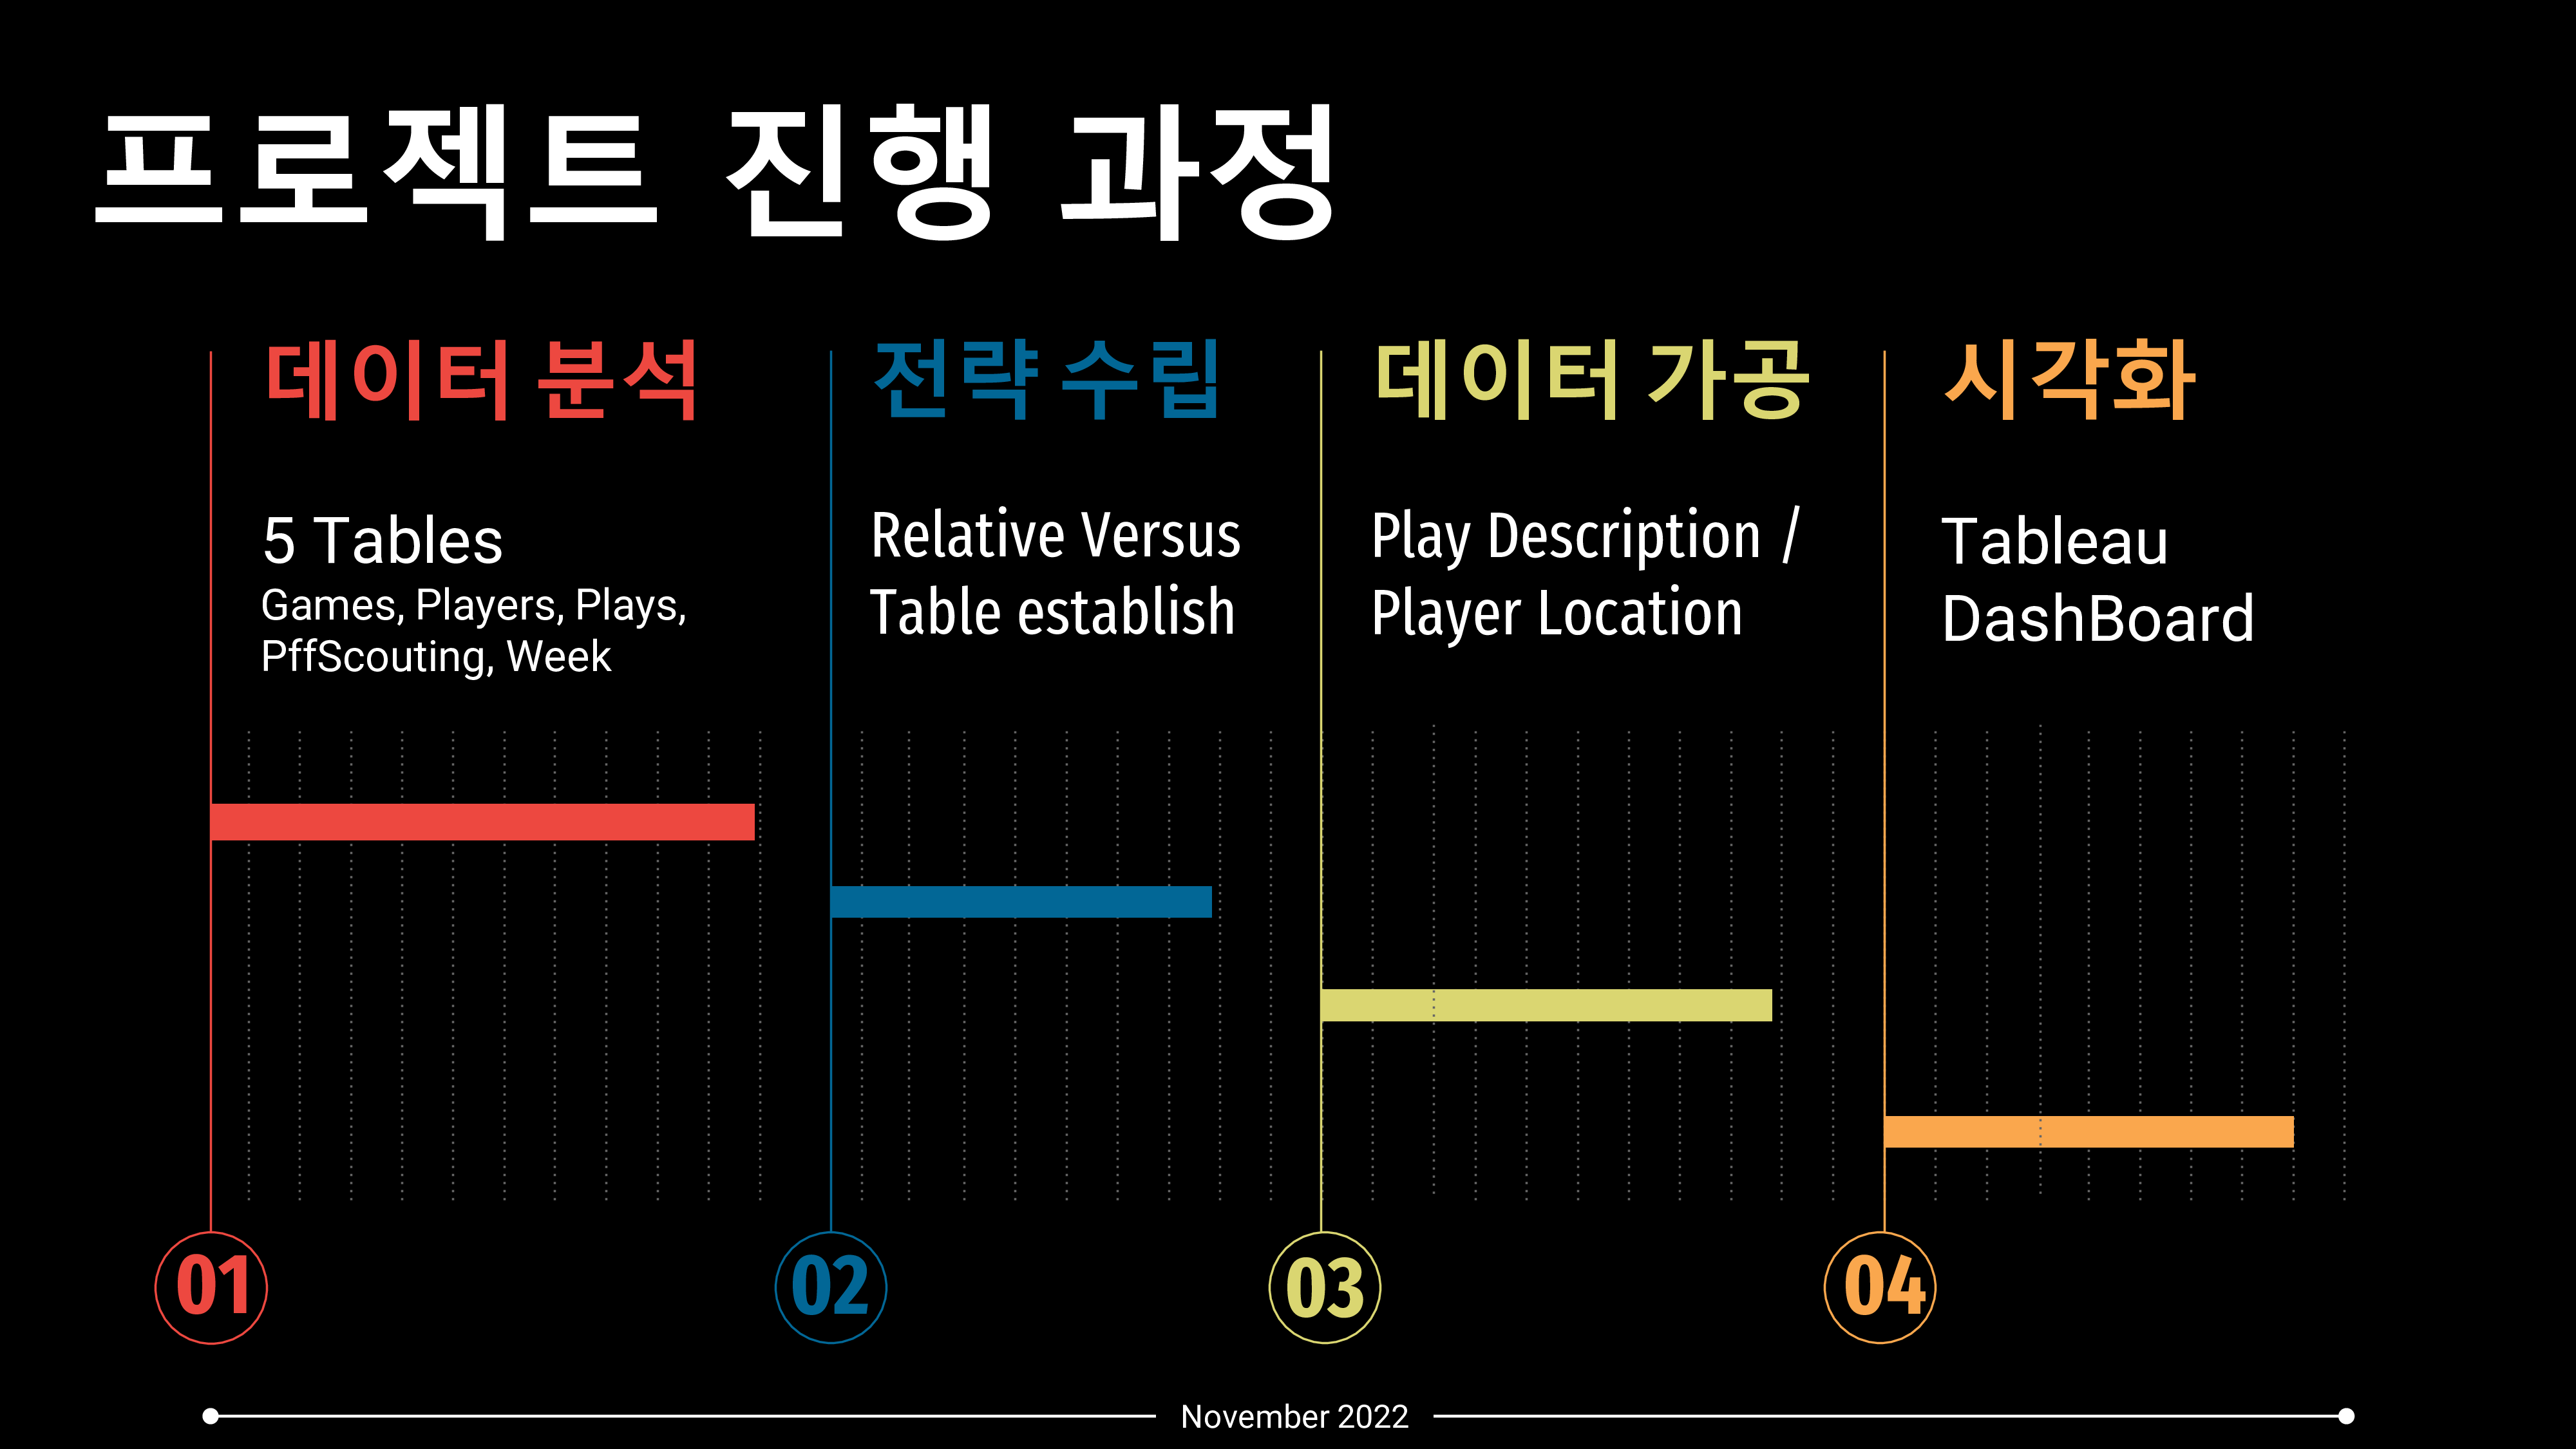 프로젝트 진행 과정
데이터 분석
5 Tables
Games, Players, Plays,
PffScouting, Week
전략 수립
Relative Versus
Table establish
데이터 가공
Play Description /
Player Location
시각화
Tableau
DashBoard
01
02
03
04
November 2022